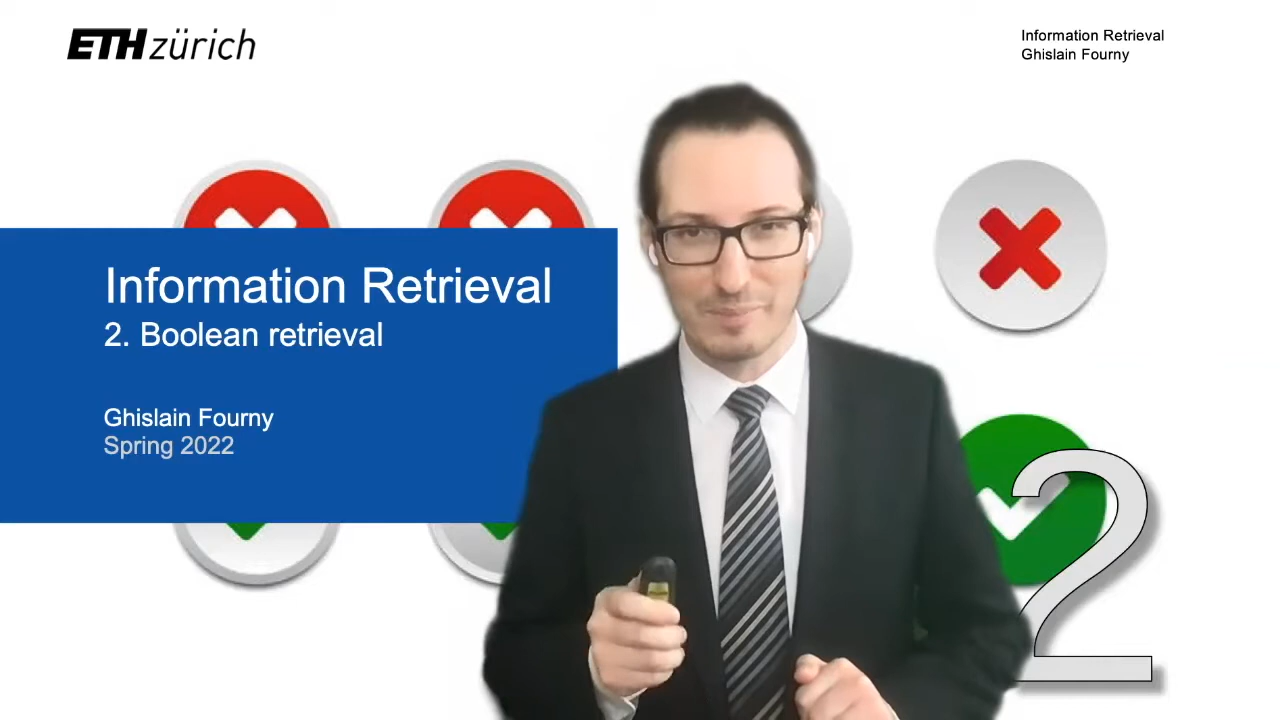 ETH zürich
Information Retrieval
Ghislain Fourny
Information Retrieval
2. Boolean retrieval
Ghislain Fourny
Spring 2022
2